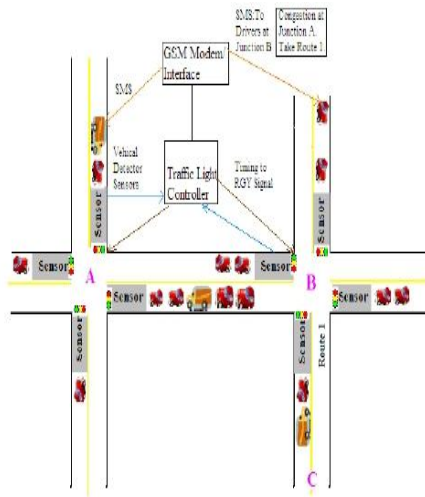 SMS:To
Drivers at
Junction B
Congestion at
Junction A.
Take Route 1.
GSM Modem/
Interface
SMS
Vehical
Detector
Sensors
Traffic Light
Controller
Timing to
RGY Signal
Sensor
Sensor
Sensor
A
Sensor
B
Sensor
Sensor
Sensor
Sensor
Route 1
C